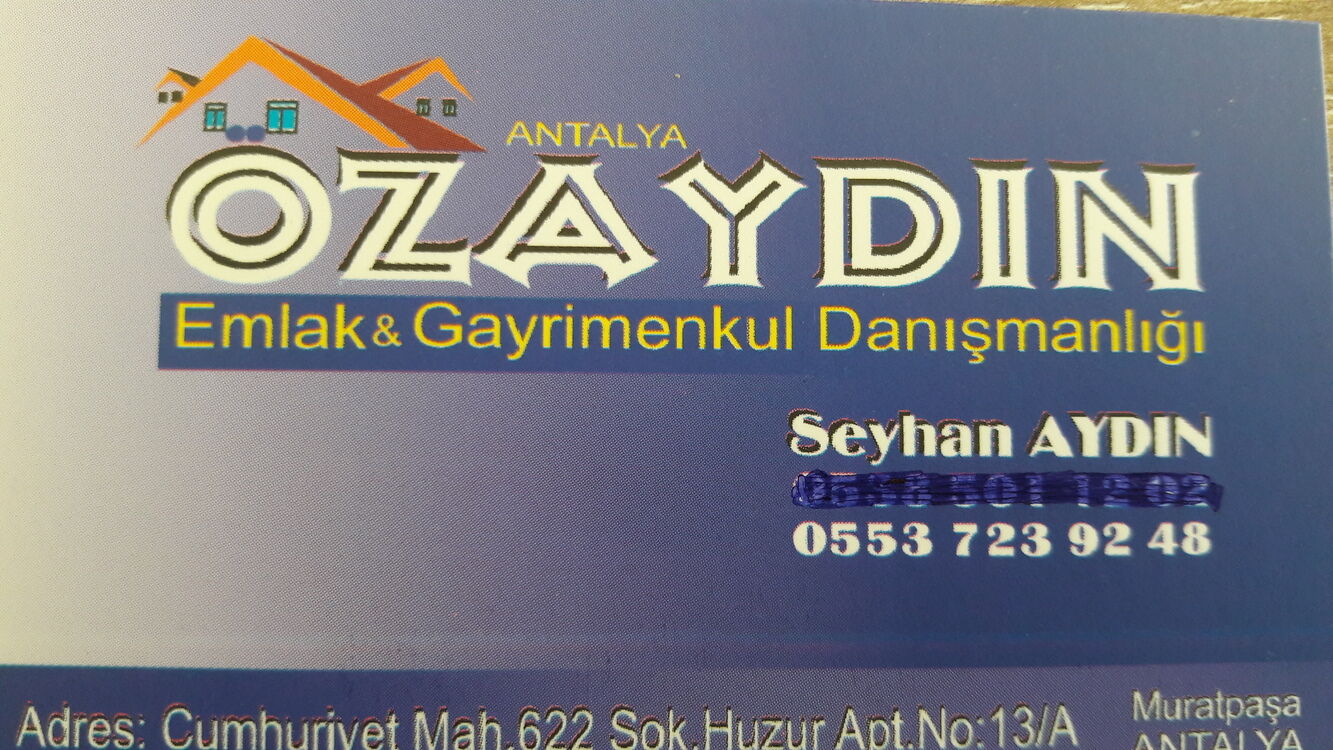 ANTALYA
ÖZAYDIN
Emlak & Gayrimenkul Danışmanlığı
Seyhan AYDIN
0553 723 92 48
Adres: Cumhuriyet Mah.622 Sok.Huzur Apt.No:13/A
Muratpaşa
ANTALYA